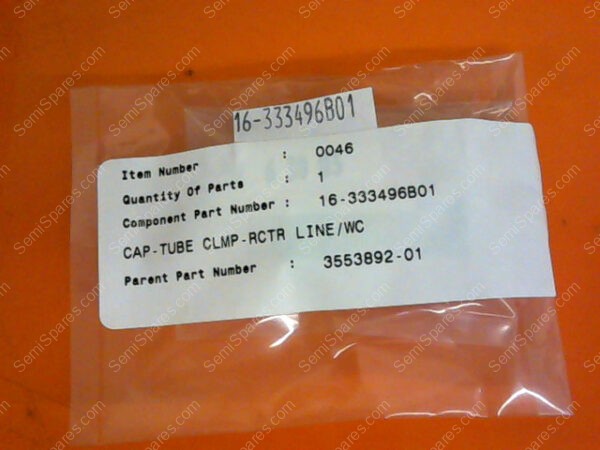 16-333496B01
Item Number : 0046
Quantity Of Parts : 1
Component Part Number : 16-333496B01
CAP-TUBE CLMP-RCTR LINE/WC
Parent Part Number : 3553892-01
SemiSpares.com